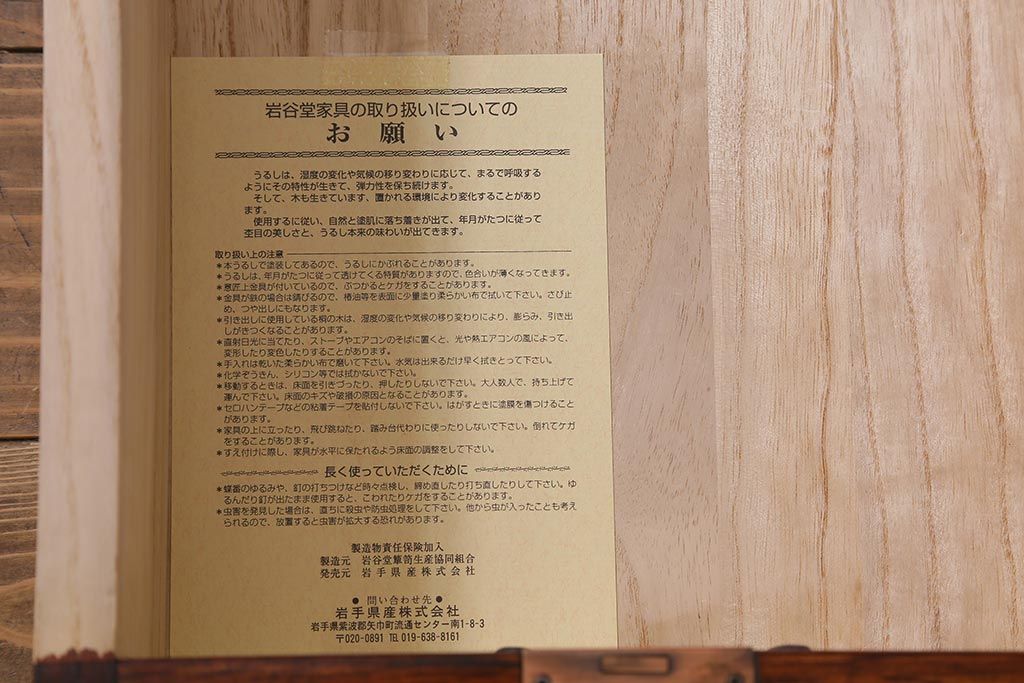 岩谷堂家具の取り扱いについての
お願い
うるしは、湿度の変化や気候の移り変わりに応じて、まるで呼吸する
ようにその特性が生きて、弾力性を保ち続けます。
そして、木も生きています、置かれる環境により変化することがあり
ます。
使用するに従い、自然と塗肌に落ち着きが出て、年月がたつに従って
杢目の美しさと、うるし本来の味わいが出てきます。
取り扱い上の注意
*本うるしで塗装してあるので、うるしにかぶれることがあります。
*うるしは、年月がたつに従って透けてくる特質がありますので、色合いが薄くなってきます。
*意匠上金具が付いているので、ぶつかるとケガをすることがあります。
*金具が鉄の場合は錆びるので、椿油等を表面に少量塗り柔らかい布で拭いて下さい。さび止
め、つや出しにもなります。
*引き出しに使用している桐の木は、湿度の変化や気候の移り変わりにより、膨らみ、引き出
しがきつくなることがあります。
*直射日光に当てたり、ストーブやエアコンのそばに置くと、光や熱エアコンの風によって、
変形したり変色したりすることがあります。
*手入れは乾いた柔らかい布で磨いて下さい。水気は出来るだけ早く拭きとって下さい。
*化学ぞうきん、シリコン等では拭かないで下さい。
*移動するときは、床面を引きづったり、押したりしないで下さい。大人数人で、持ち上げて
運んで下さい。床面のキズや破損の原因となることがあります。
*セロハンテープなどの粘着テープを貼付しないで下さい。はがすときに塗膜を傷つけること
があります。
*家具の上に立ったり、飛び跳ねたり、踏み台代わりに使ったりしないで下さい。倒れてケガ
をすることがあります。
*すえ付けに際し、家具が水平に保たれるよう床面の調整をして下さい。
長く使っていただくために
*蝶番のゆるみや、釘の打ちつけなど時々点検し、締め直したり打ち直したりして下さい。ゆ
るんだり釘が出たまま使用すると、こわれたりケガをすることがあります。
*虫害を発見した場合は、直ちに殺虫や防虫処理をして下さい。他から虫が入ったことも考え
られるので、放置すると虫害が拡大する恐れがあります。
製造物責任保険加入
製造元 岩谷堂簞笥生産協同組合
発売元 岩手県産株式会社
● 問い合わせ先 ●
岩手県産株式会社
岩手県紫波郡矢巾町流通センター南1-8-3
〒020-0891 TEL 019-638-8161